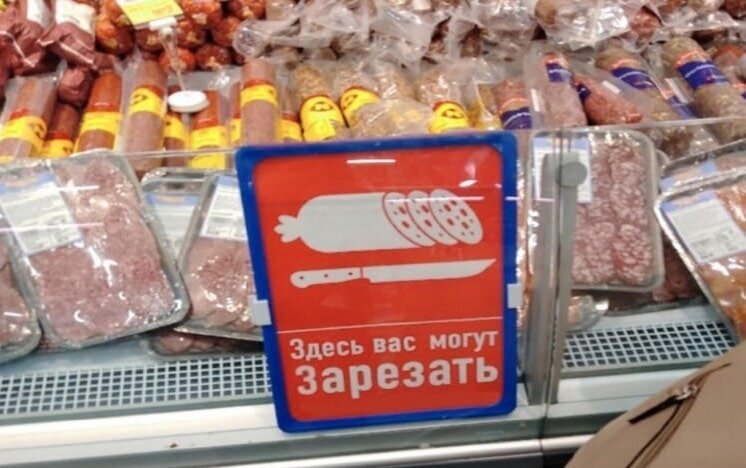 Здесь вас могут
зарезать